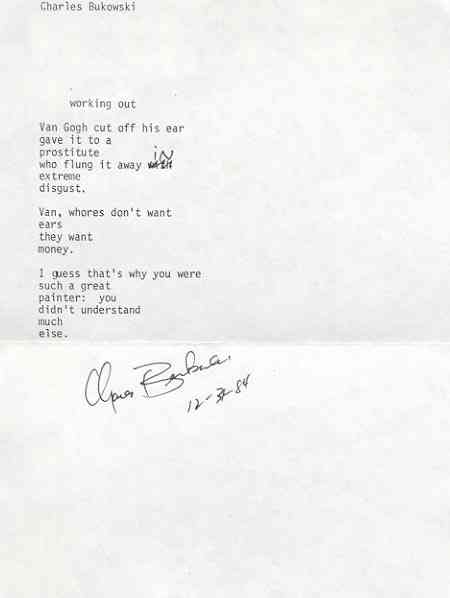 Charles Bukowski
working out
Van Gogh cut off his ear
gave it to a
prostitute
who flung it away with in
extreme
disgust.
Van, whores don't want
ears
they want
money.
I guess that's why you were
such a great
painter: you
didn't understand
much
else.
Charles Bukowski
12-31-84